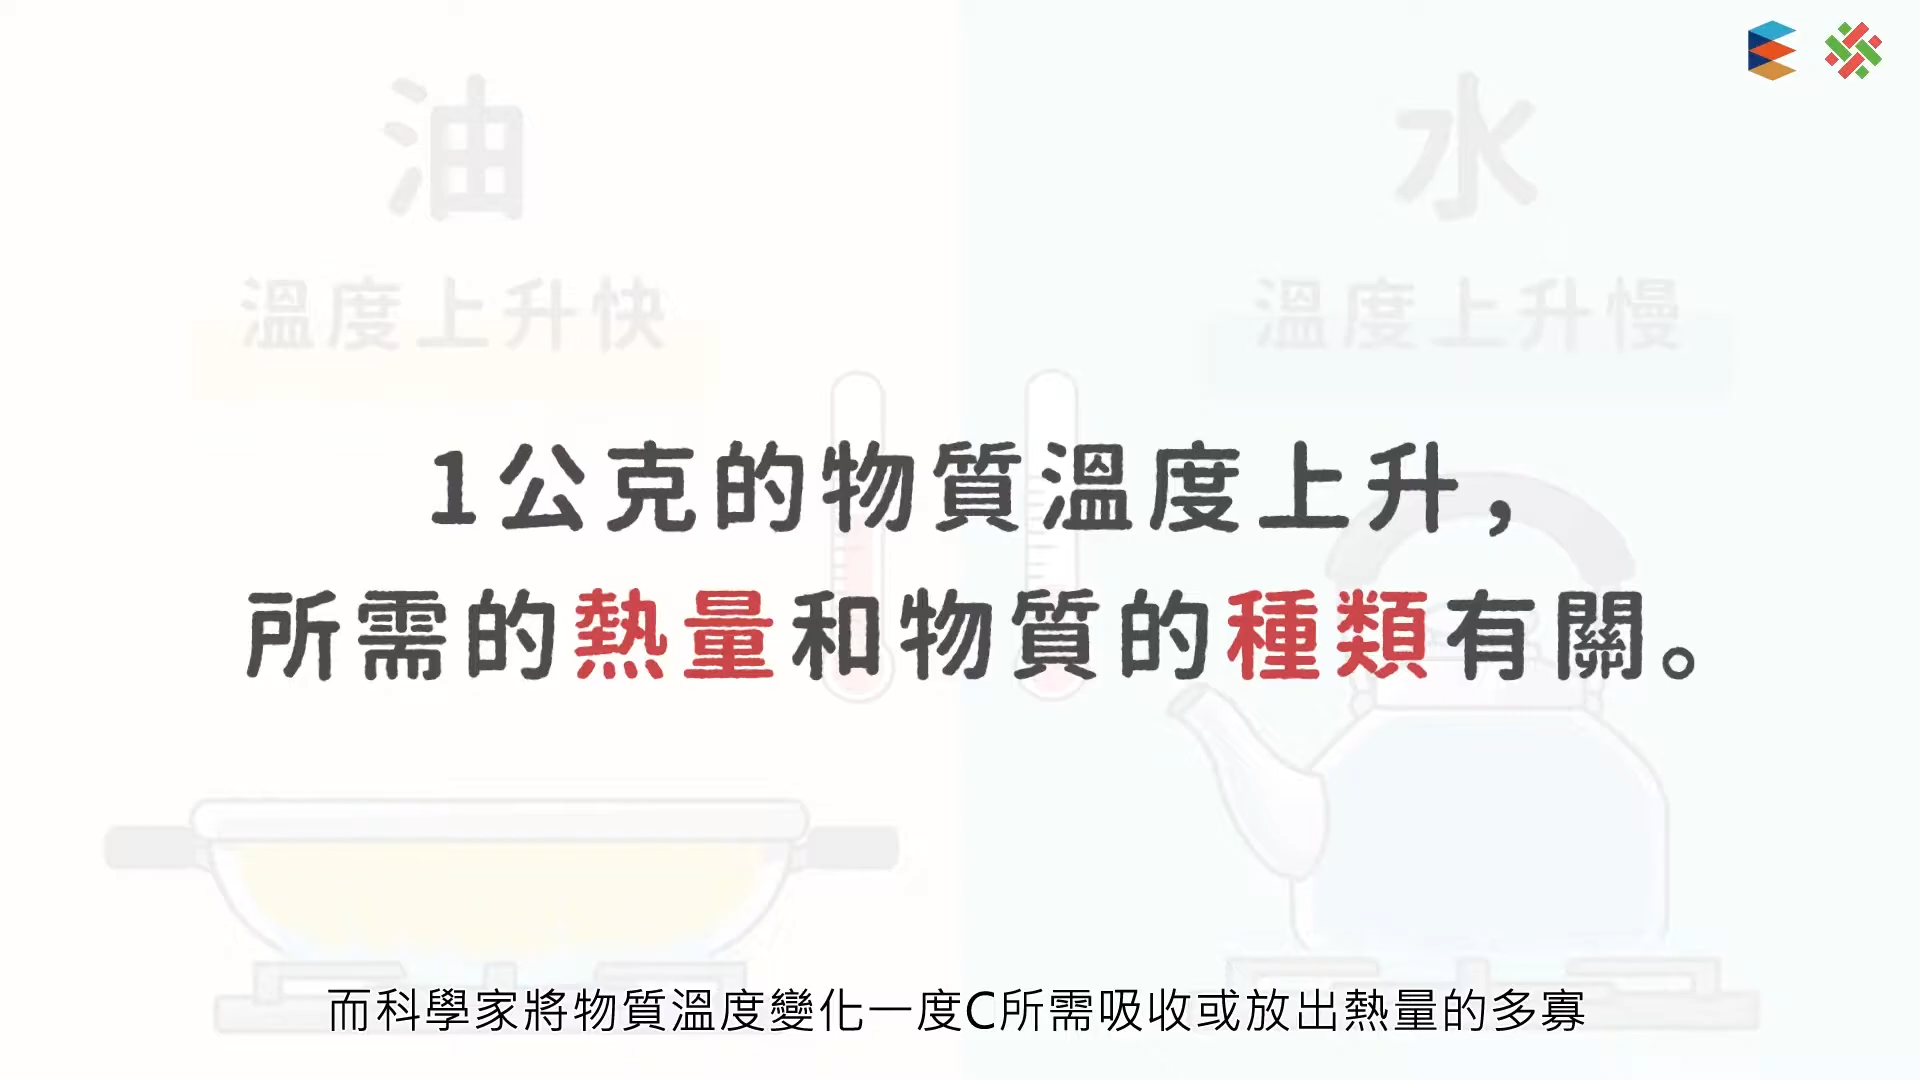 油
水
溫度上升快
溫度上升慢
1公克的物質溫度上升，
所需的熱量和物質的種類有關。
而科學家將物質溫度變化一度C所需吸收或放出熱量的多寡